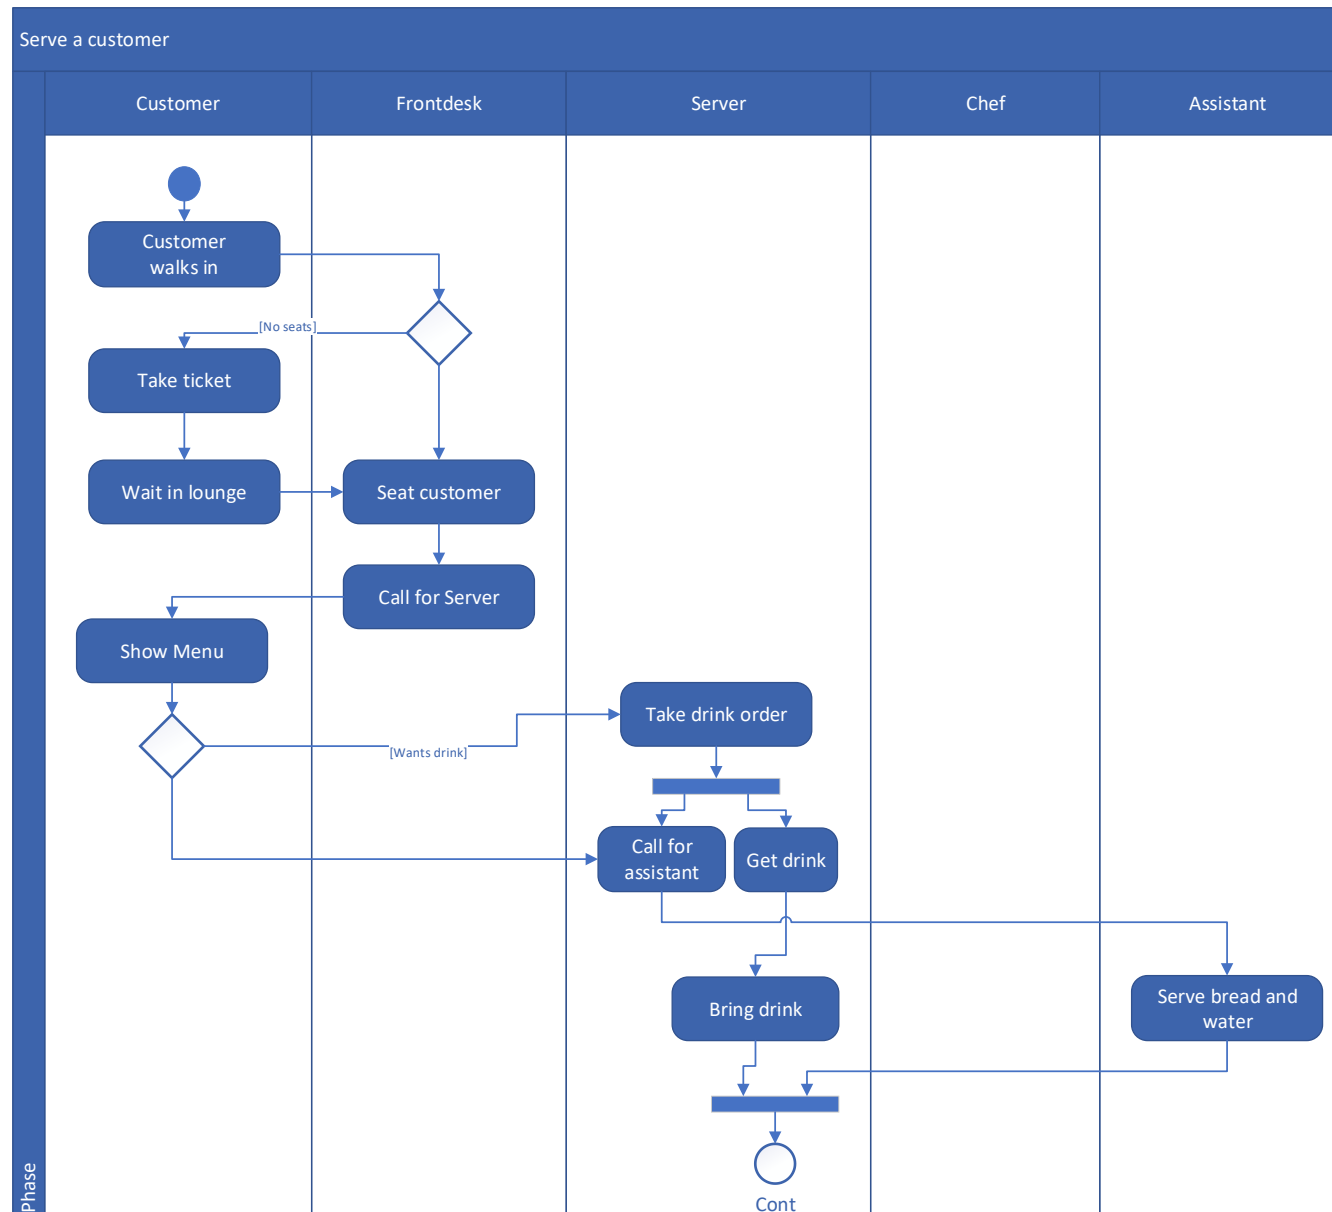 Serve a customer
Customer
Frontdesk
Server
Chef
Assistant
Customer
walks in
[No seats]
Take ticket
Wait in lounge
Seat customer
Call for Server
Show Menu
[Wants drink]
Take drink order
Call for
assistant
Get drink
Bring drink
Serve bread and
water
Cont
Phase